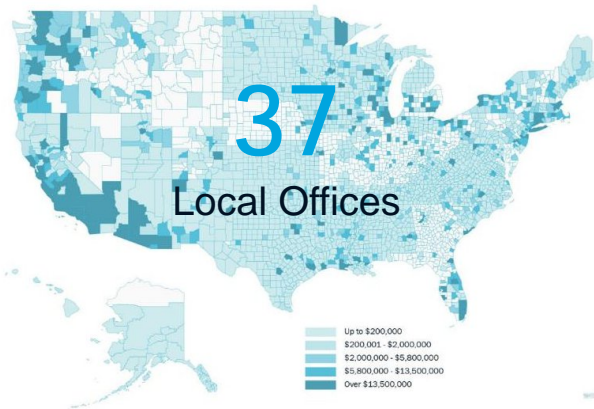 37
Local Offices
Up to $200,000
$200,001 - $2,000,000
$2,000,000 - $5,800,000
$5,800,000 - $13,500,000
Over $13,500,000